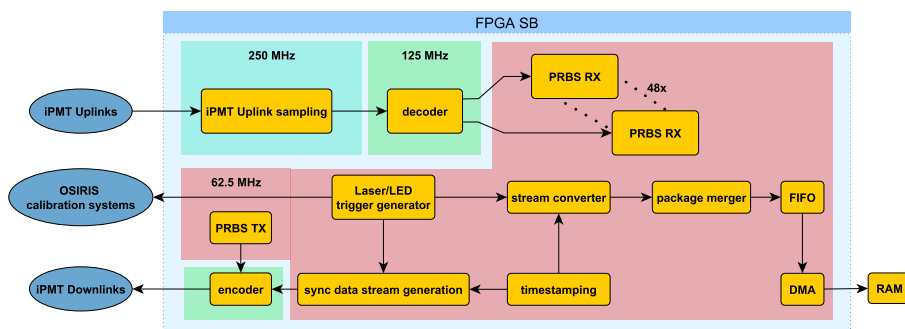 FPGA SB
250 MHz
125 MHz
PRBS RX
48x
iPMT Uplinks
iPMT Uplink sampling
decoder
PRBS RX
62.5 MHz
OSIRIS
calibration systems
Laser/LED
trigger generator
stream converter
package merger
FIFO
PRBS TX
iPMT Downlinks
encoder
sync data stream generation
timestamping
DMA
RAM